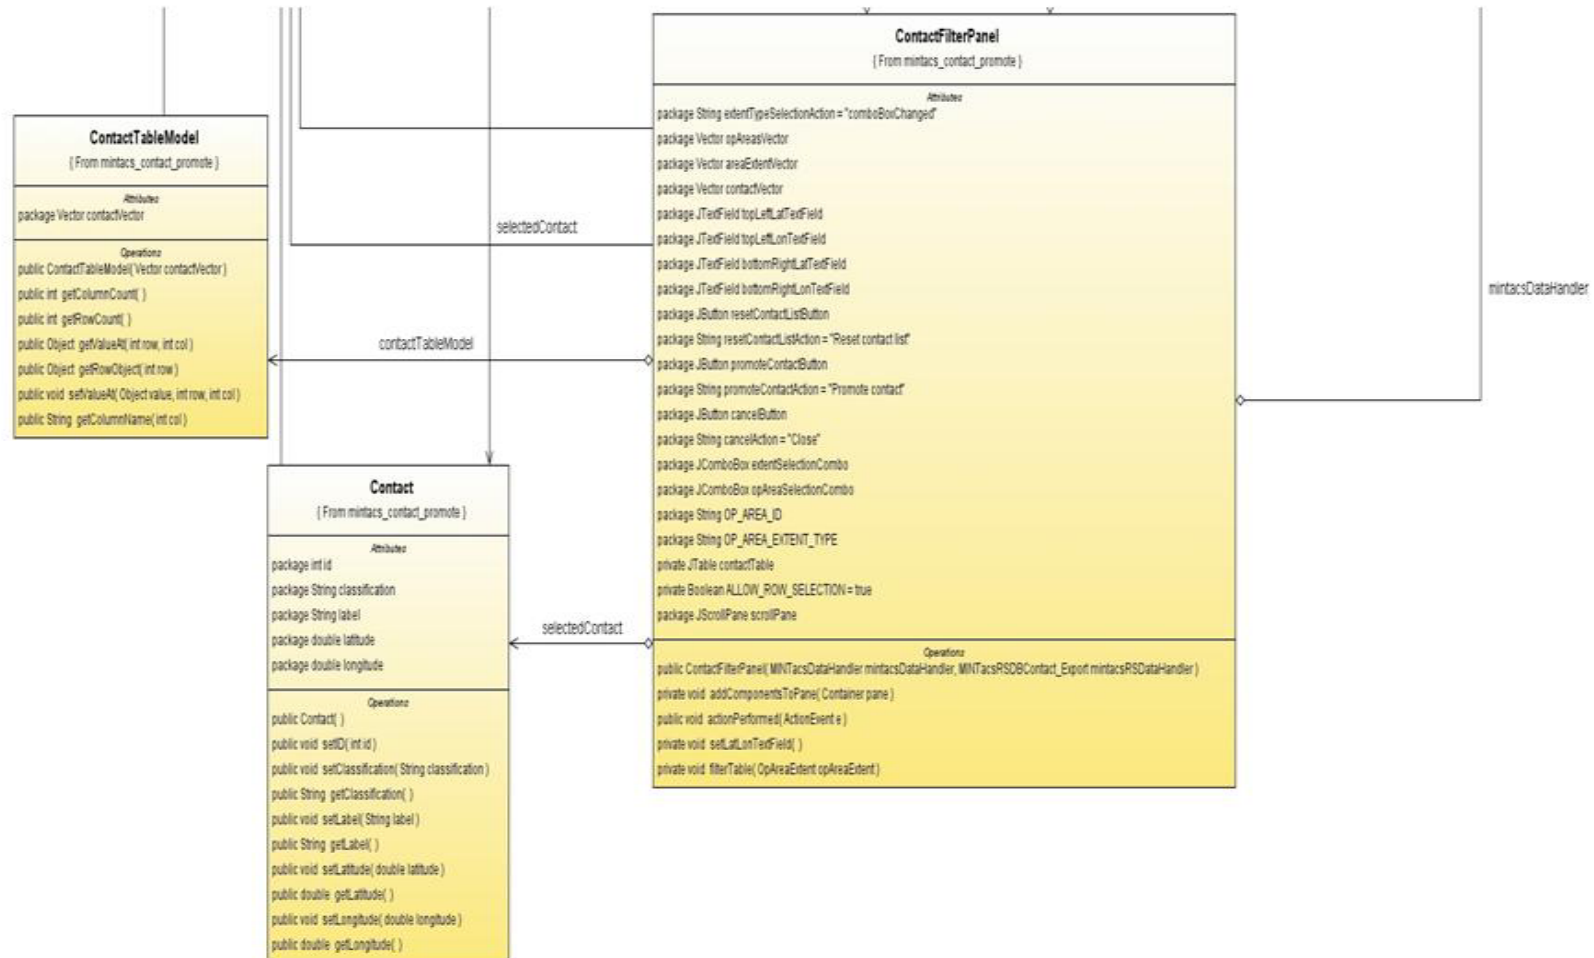 ContactTableModel
{ From mintacs_contact_promote }
Attributes
package Vector contactVector
Operations
public ContactTableModel( Vector contactVector )
public int getColumnCount( )
public int getRowCount( )
public Object getValueAt( int row, int col )
public Object getRowObject( int row )
public void setValueAt( Object value, int row, int col )
public String getColumnName( int col )
selectedContact
contactTableModel
Contact
{ From mintacs_contact_promote }
Attributes
package int id
package String classification
package String label
package double latitude
package double longitude
Operations
public Contact( )
public void setID( int id )
public void setClassification( String classification )
public String getClassification( )
public void setLabel( String label )
public String getLabel( )
public void setLatitude( double latitude )
public double getLatitude( )
public void setLongitude( double longitude )
public double getLongitude( )
selectedContact
ContactFilterPanel
{ From mintacs_contact_promote }
Attributes
package String extentTypeSelectionAction = "comboBoxChanged"
package Vector opAreasVector
package Vector areaExtentVector
package Vector contactVector
package JTextField topLeftLatTextField
package JTextField topLeftLonTextField
package JTextField bottomRightLatTextField
package JTextField bottomRightLonTextField
package JButton resetContactListButton
package String resetContactListAction = "Reset contact list"
package JButton promoteContactButton
package String promoteContactAction = "Promote contact"
package JButton cancelButton
package String cancelAction = "Close"
package JComboBox extentSelectionCombo
package JComboBox opAreaSelectionCombo
package String OP_AREA_ID
package String OP_AREA_EXTENT_TYPE
private JTable contactTable
private Boolean ALLOW_ROW_SELECTION = true
package JScrollPane scrollPane
Operations
public ContactFilterPanel( MINTacsDataHandler mintacsDataHandler, MINTacsRSDBContact_Export mintacsRSDataHandler )
private void addComponentsToPane( Container pane )
public void actionPerformed( ActionEvent e )
private void setLatLonTextField( )
private void filterTable( OpAreaExtent opAreaExtent )
mintacsDataHandler